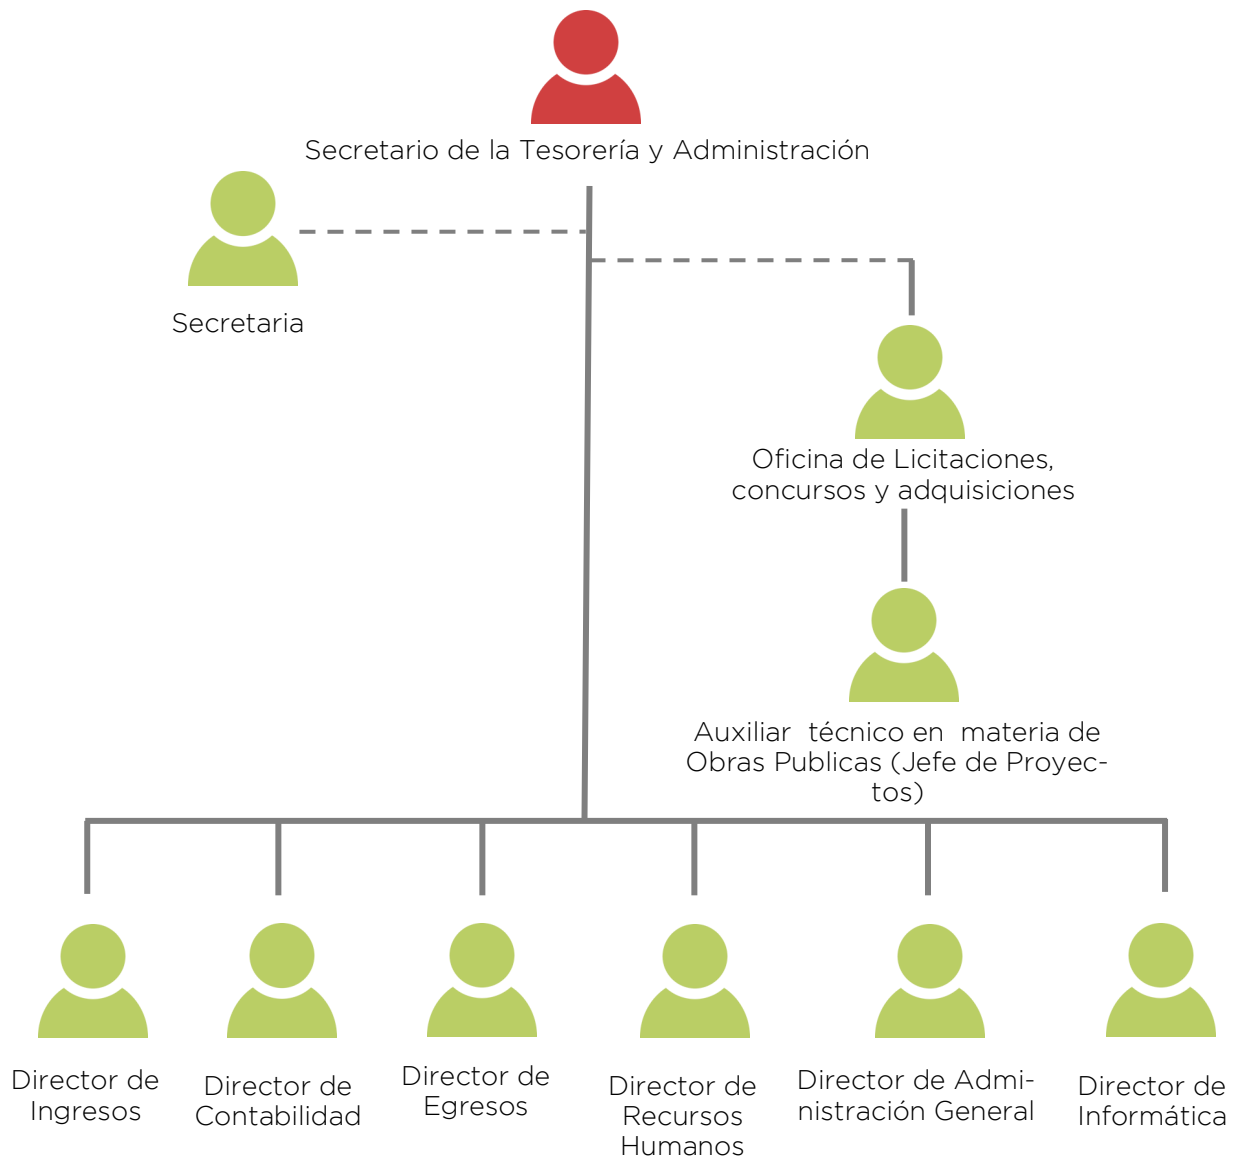 Secretario de la Tesorería y Administración
Secretaria
Oficina de Licitaciones,
concursos y adquisiciones
Auxiliar técnico en materia de
Obras Publicas (Jefe de Proyec-
tos)
Director de
Ingresos
Director de
Contabilidad
Director de
Egresos
Director de
Recursos
Humanos
Director de Admi-
nistración General
Director de
Informática